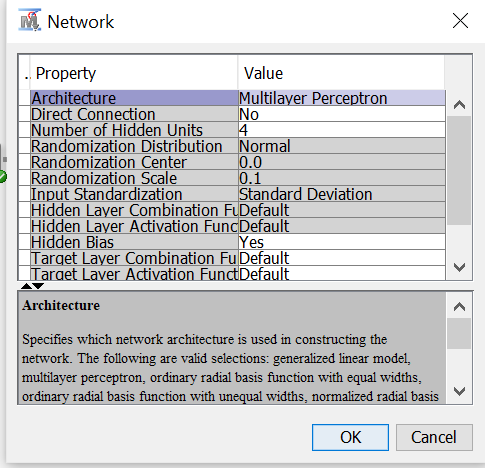 Network
. Property Value
Architecture Multilayer Perceptron
Direct Connection No
Number of Hidden Units 4
Randomization Distribution Normal
Randomization Center 0.0
Randomization Scale 0.1
Input Standardization Standard Deviation
Hidden Layer Combination Fu Default
Hidden Layer Activation Func Default
Hidden Bias Yes
Target Layer Combination Fu Default
Target Layer Activation Funct Default
Architecture
Specifies which network architecture is used in constructing the
network. The following are valid selections: generalized linear model,
multilayer perceptron, ordinary radial basis function with equal widths,
ordinary radial basis function with unequal widths, normalized radial basis
OK Cancel